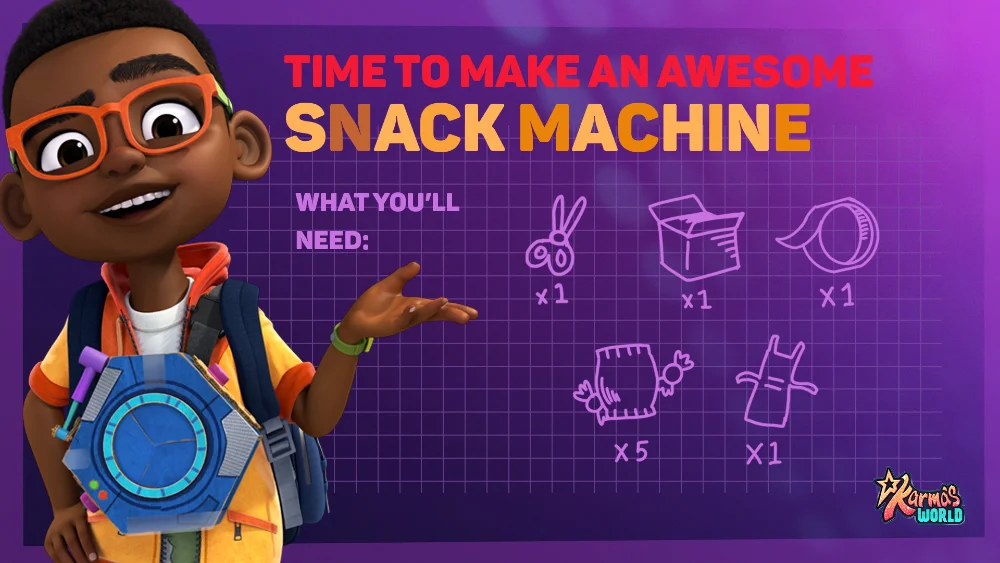 TIME TO MAKE AN AWESOME
SNACK MACHINE
WHAT YOU'LL
NEED:
x1
x1
x1
x5
x1
Karma's
WORLD